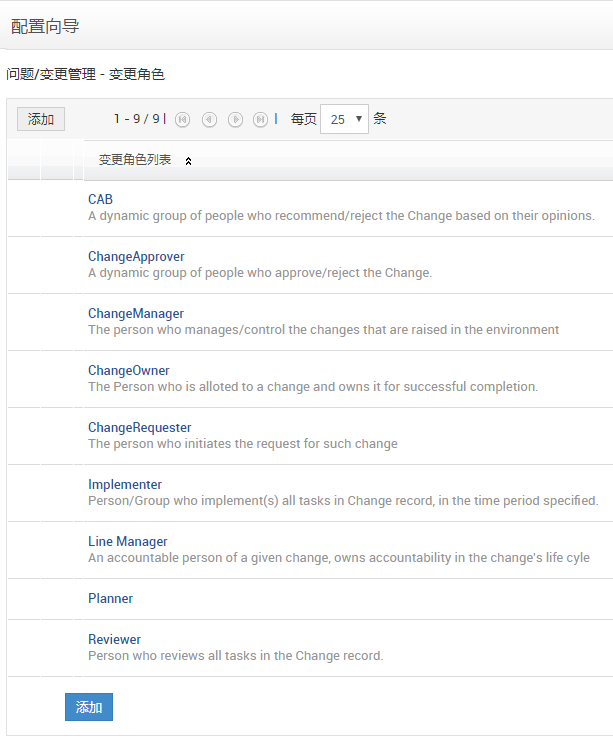 配置向导
问题/变更管理 - 变更角色
添加 1 - 9 / 9 | | 每页 25 条
变更角色列表
CAB
A dynamic group of people who recommend/reject the Change based on their opinions.
ChangeApprover
A dynamic group of people who approve/reject the Change.
ChangeManager
The person who manages/control the changes that are raised in the environment
ChangeOwner
The Person who is alloted to a change and owns it for successful completion.
ChangeRequester
The person who initiates the request for such change
Implementer
Person/Group who implement(s) all tasks in Change record, in the time period specified.
Line Manager
An accountable person of a given change, owns accountability in the change's life cyle
Planner
Reviewer
Person who reviews all tasks in the Change record.
添加